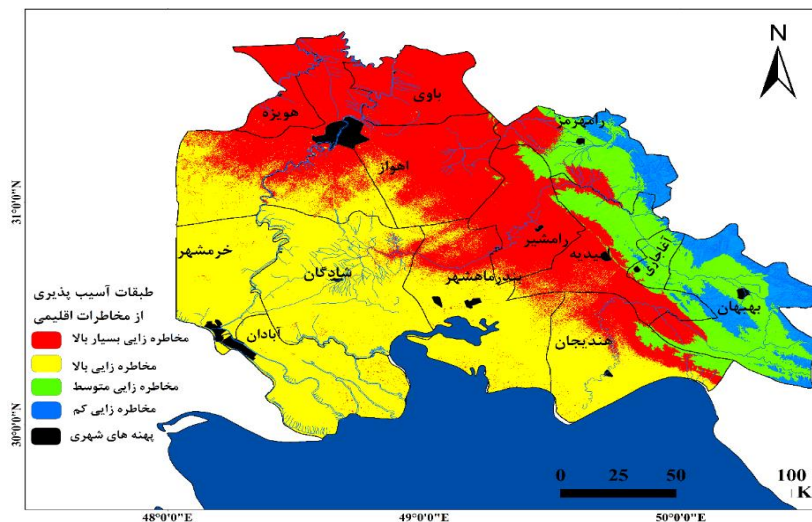 N
باوی
هویزه
رامهرمز
اهواز
31°0'0"N
رامشیر
امیدیه
آغاجاری
خرمشهر
شادگان
بندرماهشهر
بهبهان
آبادان
هندیجان
طبقات آسیب پذیری
از مخاطرات اقلیمی
مخاطره زایی بسیار بالا
مخاطره زایی بالا
مخاطره زایی متوسط
مخاطره زایی کم
پهنه های شهری
30°0'0"N
0 25 50 100
K
48°0'0"E 49°0'0"E 50°0'0"E